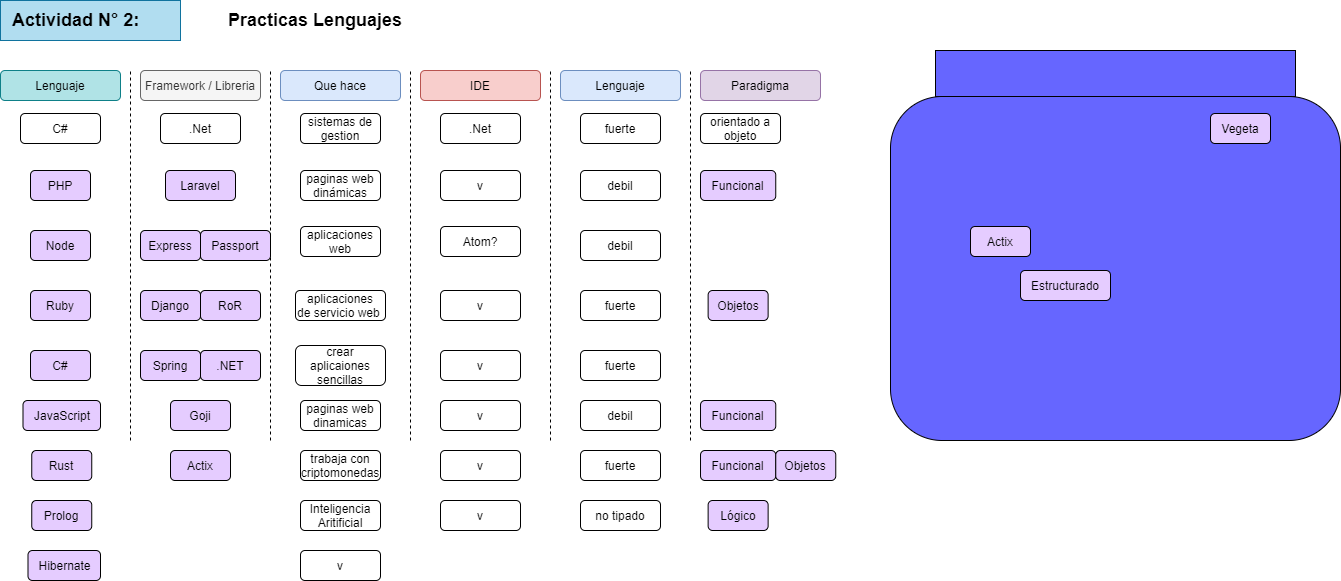 Actividad N° 2:
Practicas Lenguajes
Lenguaje
Framework / Libreria
Que hace
IDE
Lenguaje
Paradigma
C#
.Net
sistemas de
gestion
.Net
fuerte
orientado a
objeto
Vegeta
PHP
Laravel
paginas web
dinámicas
v
debil
Funcional
Node
Express
Passport
aplicaciones
web
Atom?
debil
Actix
Estructurado
Ruby
Django
RoR
aplicaciones
de servicio web
v
fuerte
Objetos
C#
Spring
.NET
crear
aplicaiones
sencillas
v
fuerte
JavaScript
Goji
paginas web
dinamicas
v
debil
Funcional
Rust
Actix
trabaja con
criptomonedas
v
fuerte
Funcional
Objetos
Prolog
Inteligencia
Aritificial
v
no tipado
Lógico
Hibernate
v